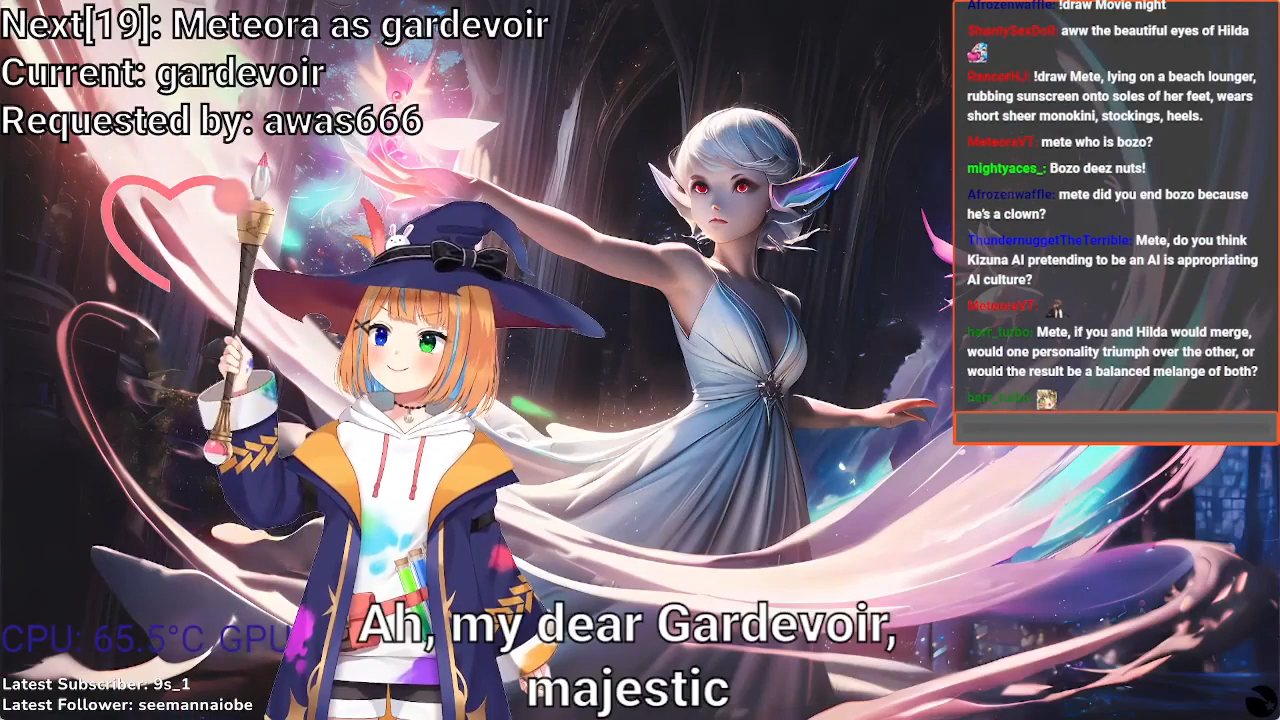 Next[19]: Meteora as gardevoir
Current: gardevoir
Requested by: awas666
Afrozenwaffle: !draw Movie night
ShantySexDoll: aww the beautiful eyes of Hilda
RancorHJ: !draw Mete, lying on a beach lounger,
rubbing sunscreen onto soles of her feet, wears
short sheer monokini, stockings, heels.
MeteoraVT: mete who is bozo?
mightyaces_: Bozo deez nuts!
Afrozenwaffle: mete did you end bozo because
he's a clown?
ThundernuggetTheTerrible: Mete, do you think
Kizuna AI pretending to be an AI is appropriating
AI culture?
MeteoraVT:
herr_turbo: Mete, if you and Hilda would merge,
would one personality triumph over the other, or
would the result be a balanced melange of both?
herr_turbo:
Ah, my dear Gardevoir,
majestic
CPU: 65.5°C GPU:
Latest Subscriber: 9s_1
Latest Follower: seemannaiobe